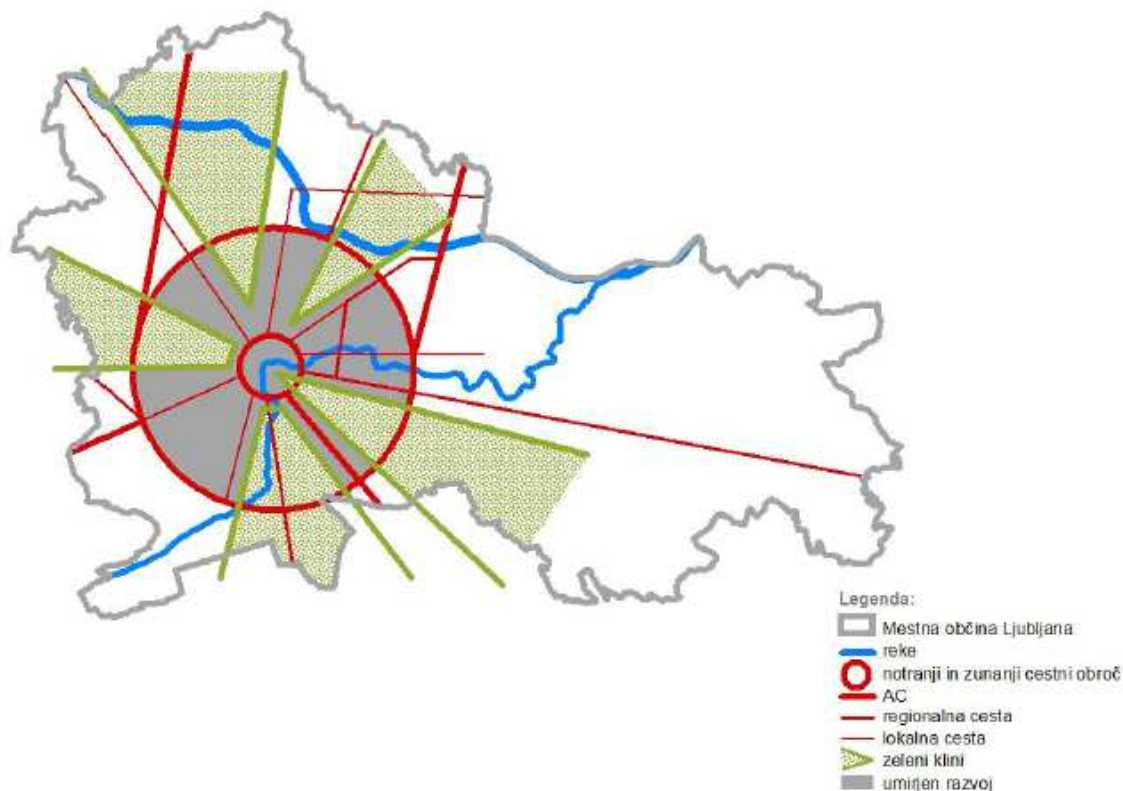 Legenda:
Mestna občina Ljubljana
reke
notranji in zunanji cestni obroč
AC
regionalna cesta
lokalna cesta
zeleni klini
umirjen razvoj